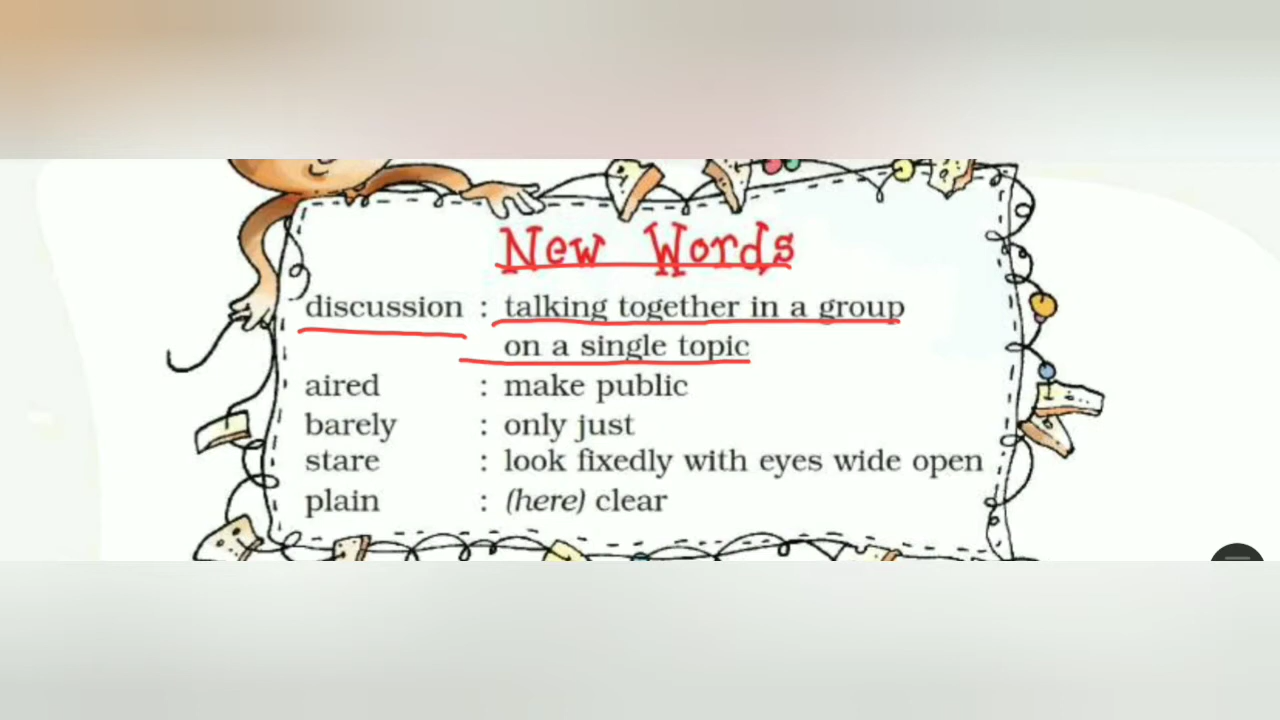 New Words
discussion : talking together in a group
on a single topic
aired : make public
barely : only just
stare : look fixedly with eyes wide open
plain : (here) clear